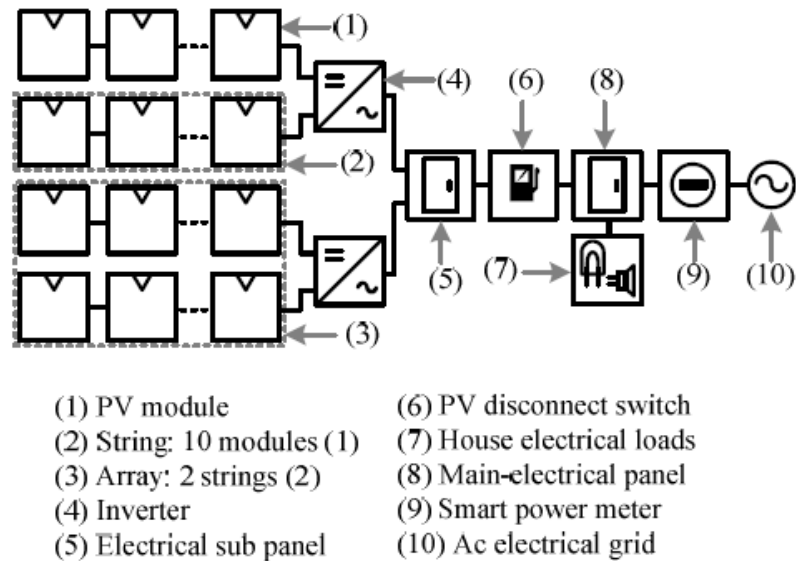 (1)
(4)
(6)
(8)
(2)
(5)
(7)
(9)
(10)
(3)
(1) PV module
(2) String: 10 modules (1)
(3) Array: 2 strings (2)
(4) Inverter
(5) Electrical sub panel
(6) PV disconnect switch
(7) House electrical loads
(8) Main-electrical panel
(9) Smart power meter
(10) Ac electrical grid